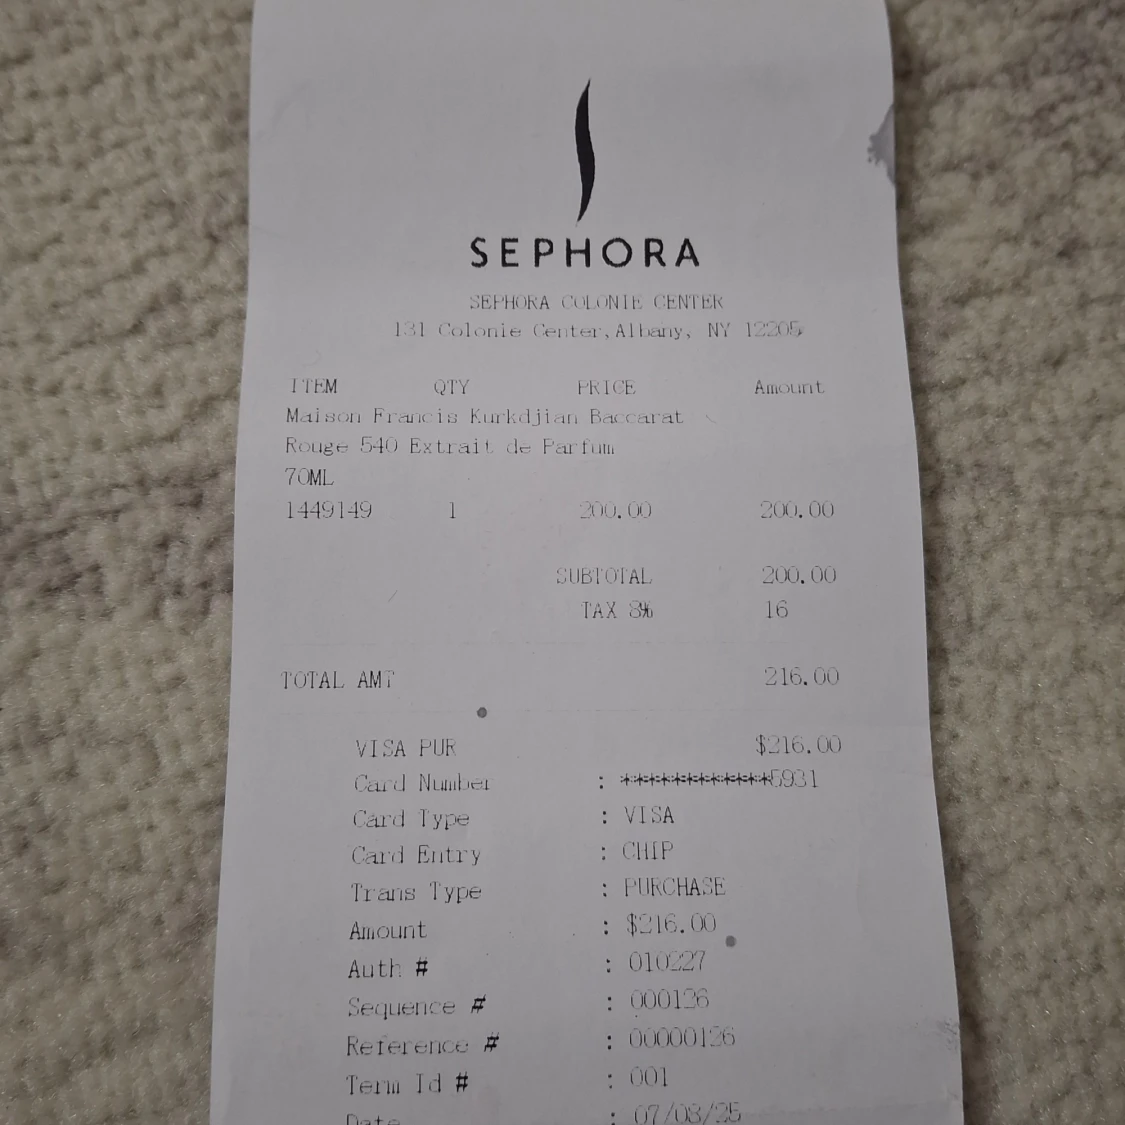 SEPHORA
SEPHORA COLONIE CENTER
131 Colonie Center,Albany, NY 12205
ITEM QTY PRICE Amount
Maison Francis Kurkdjian Baccarat
Rouge 540 Extrait de Parfum
70ML
1449149 1 200.00 200.00
SUBTOTAL 200.00
TAX 8% 16
TOTAL AMT 216.00
VISA PUR $216.00
Card Number : ************5931
Card Type : VISA
Card Entry : CHIP
Trans Type : PURCHASE
Amount : $216.00
Auth # : 010227
Sequence # : 000126
Reference # : 00000126
Term Id # : 001
Date : 07/08/25